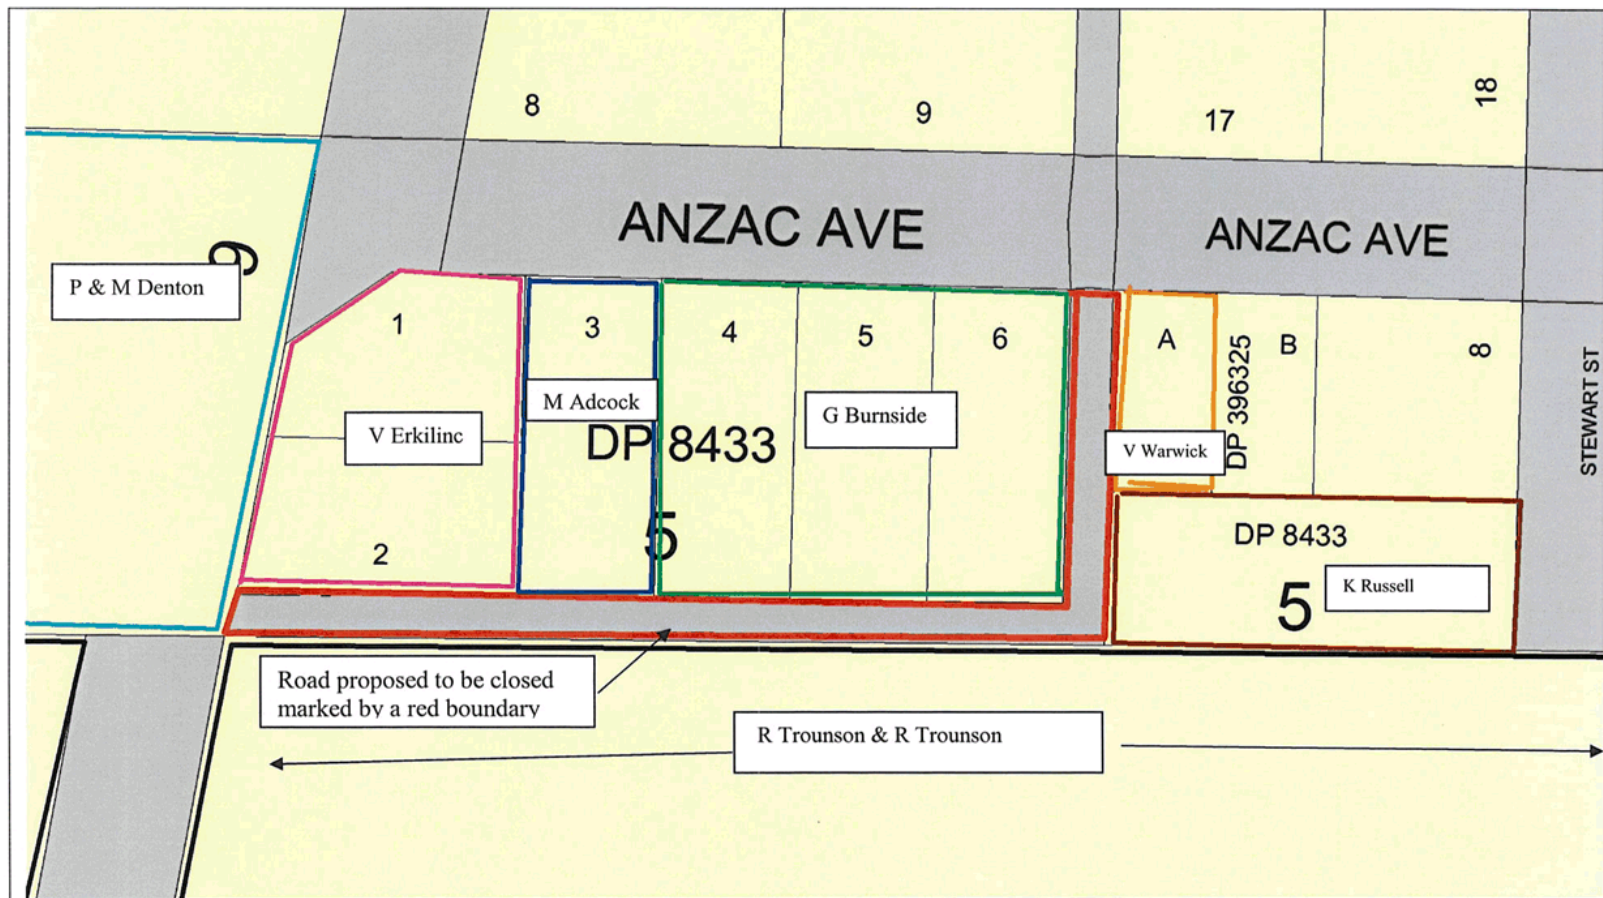 8
9
17
18
ANZAC AVE
ANZAC AVE
9
P & M Denton
1
3
4
5
6
A
DP 396325
B
8
STEWART ST
M Adcock
G Burnside
V Erkilinc
DP 8433
V Warwick
5
2
DP 8433
5
K Russell
Road proposed to be closed
marked by a red boundary
R Trounson & R Trounson